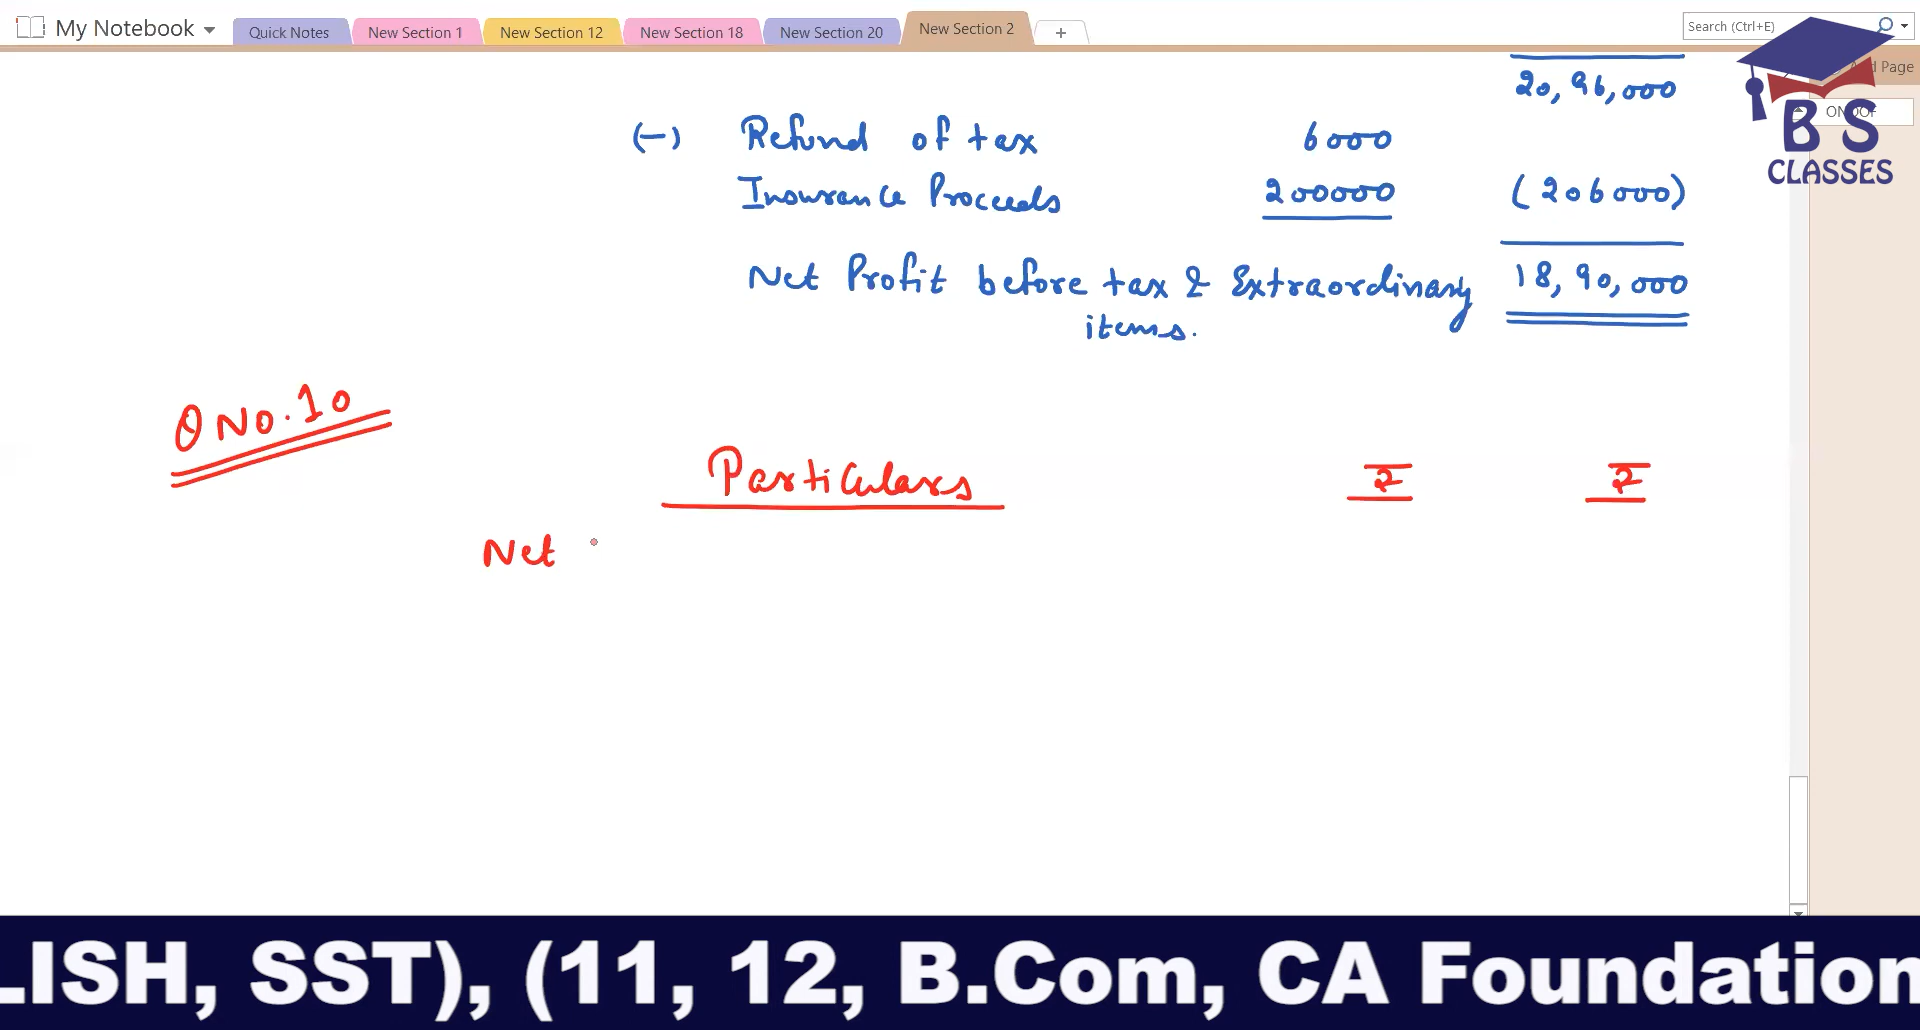 My Notebook
Quick Notes
New Section 1
New Section 12
New Section 18
New Section 20
New Section 2
+
Search (Ctrl+E)
d Page
BS
CLASSES
20,96,000
(-) Refund of tax 6000
Insurance Proceeds 200000 (206000)
Net Profit before tax & Extraordinary 18,90,000
items.
Q No. 10
Particulars ₹ ₹
Net
LISH, SST), (11, 12, B.Com, CA Foundation